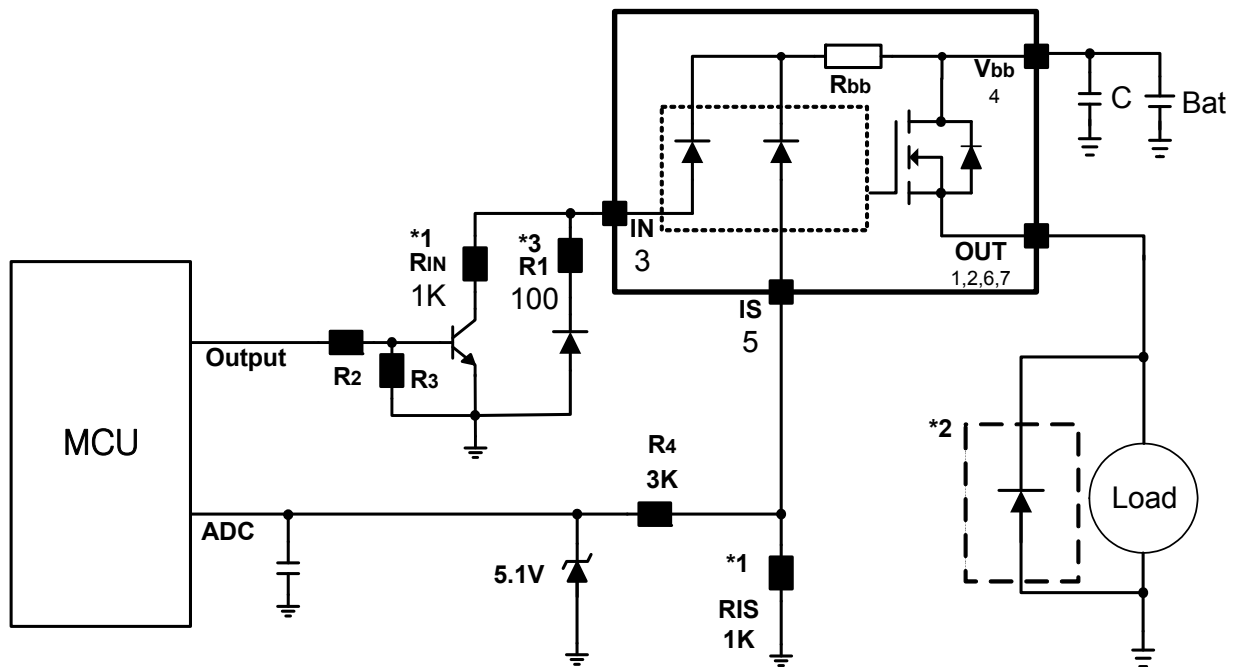 Rbb
Vbb
4
C
Bat
IN
3
*1
RIN
1K
*3
R1
100
OUT
1,2,6,7
IS
5
Output
R2
R3
MCU
*2
R4
3K
Load
ADC
5.1V
*1
RIS
1K